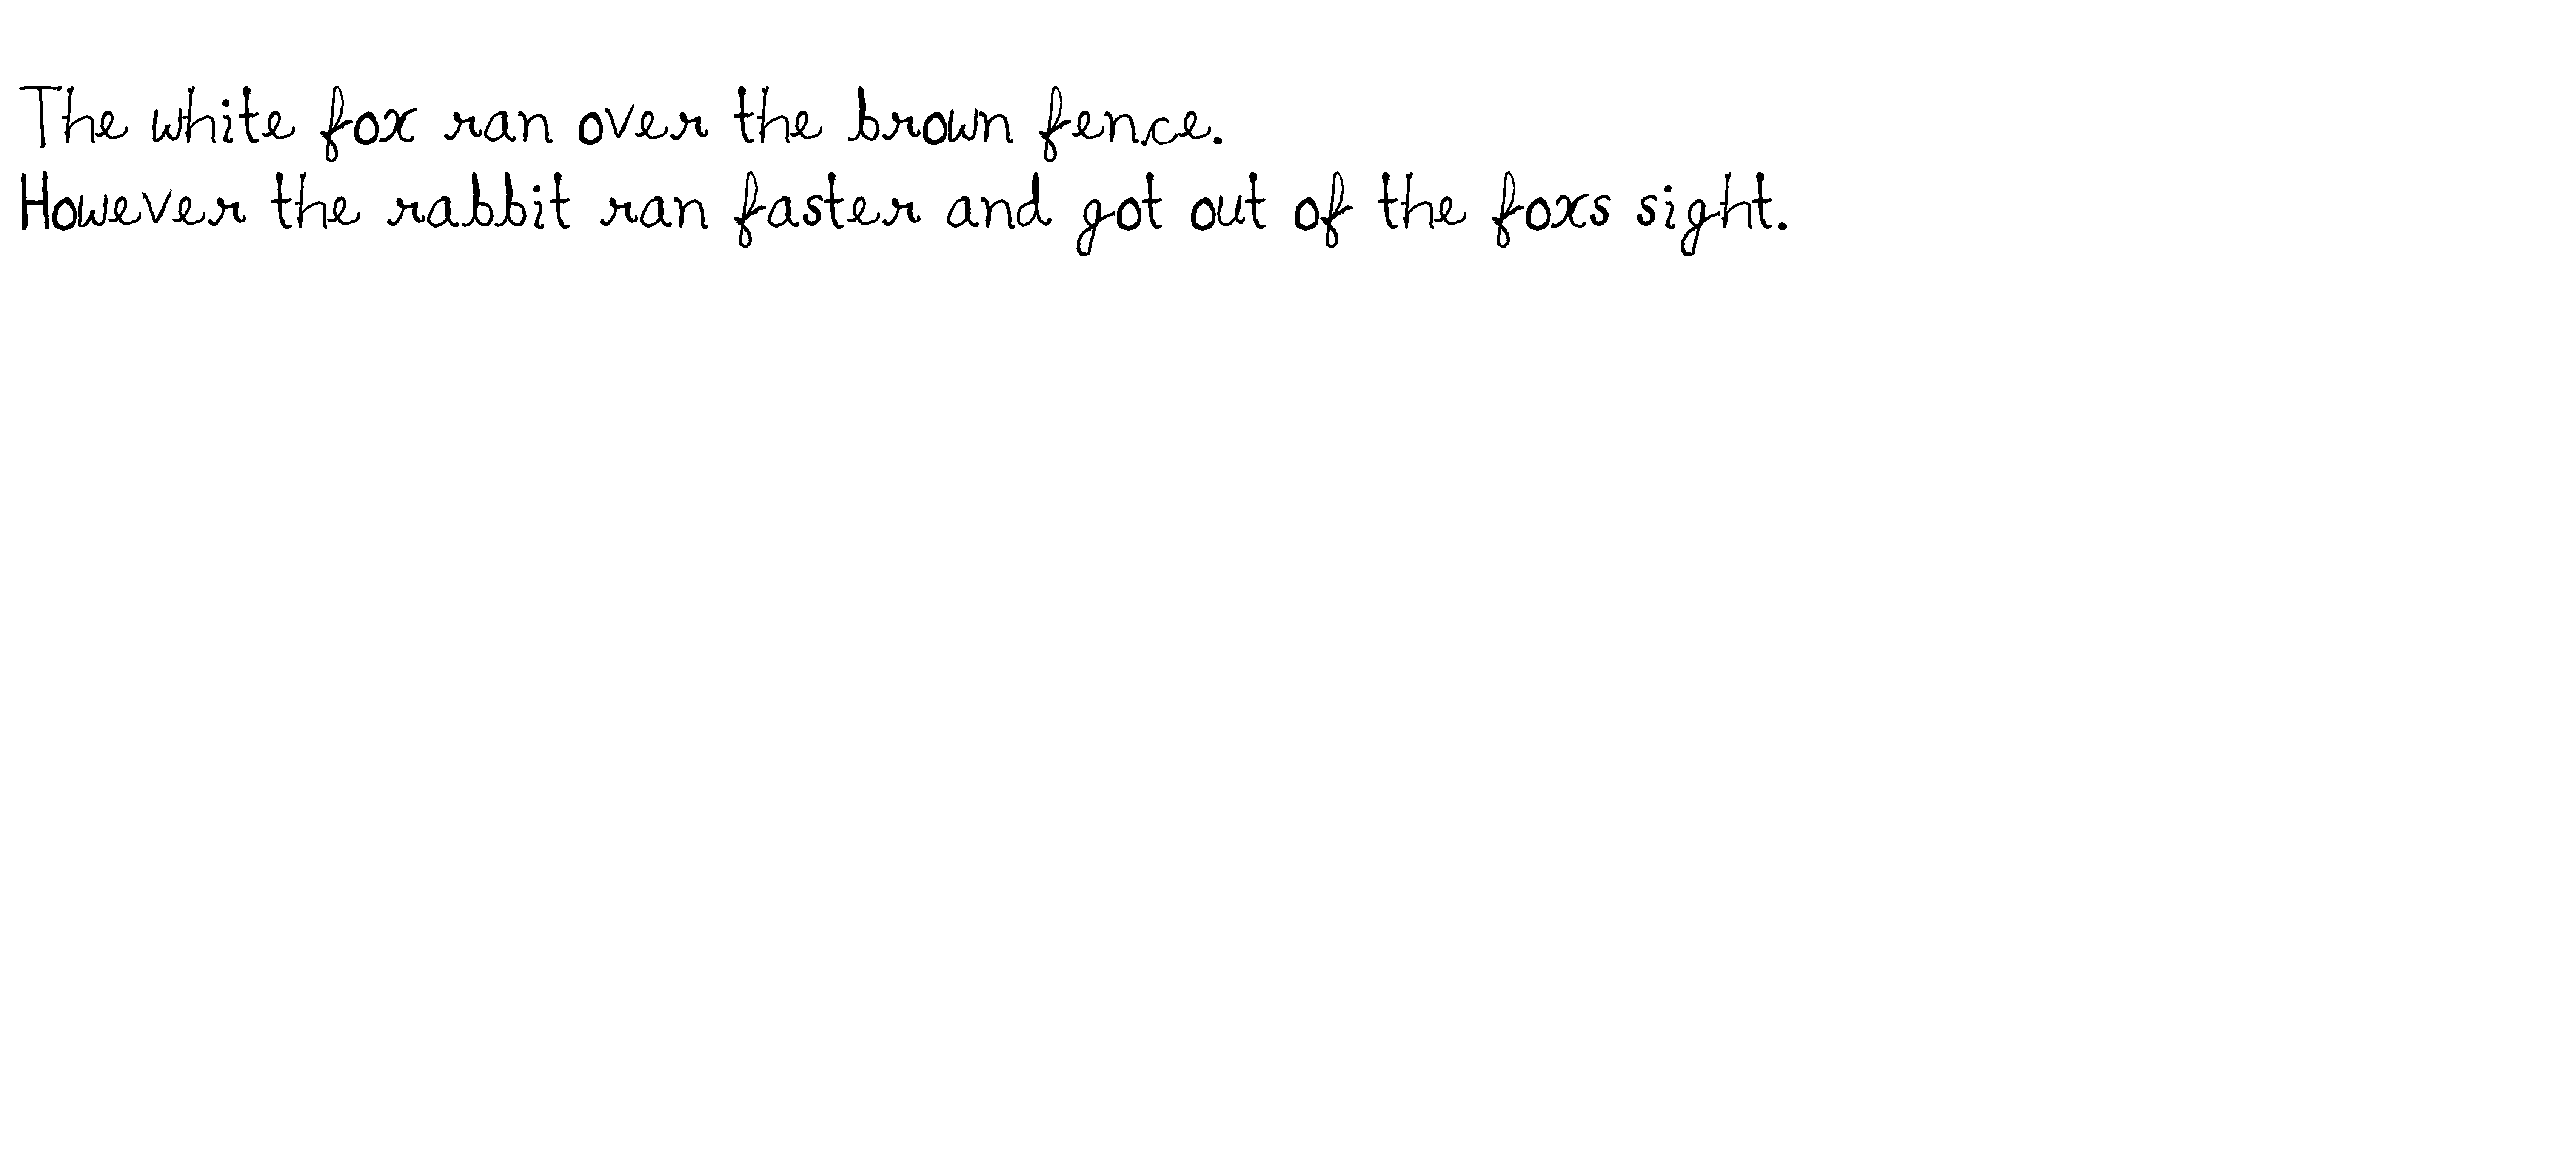 The white fox ran over the brown fence.
However the rabbit ran faster and got out of the foxs sight.